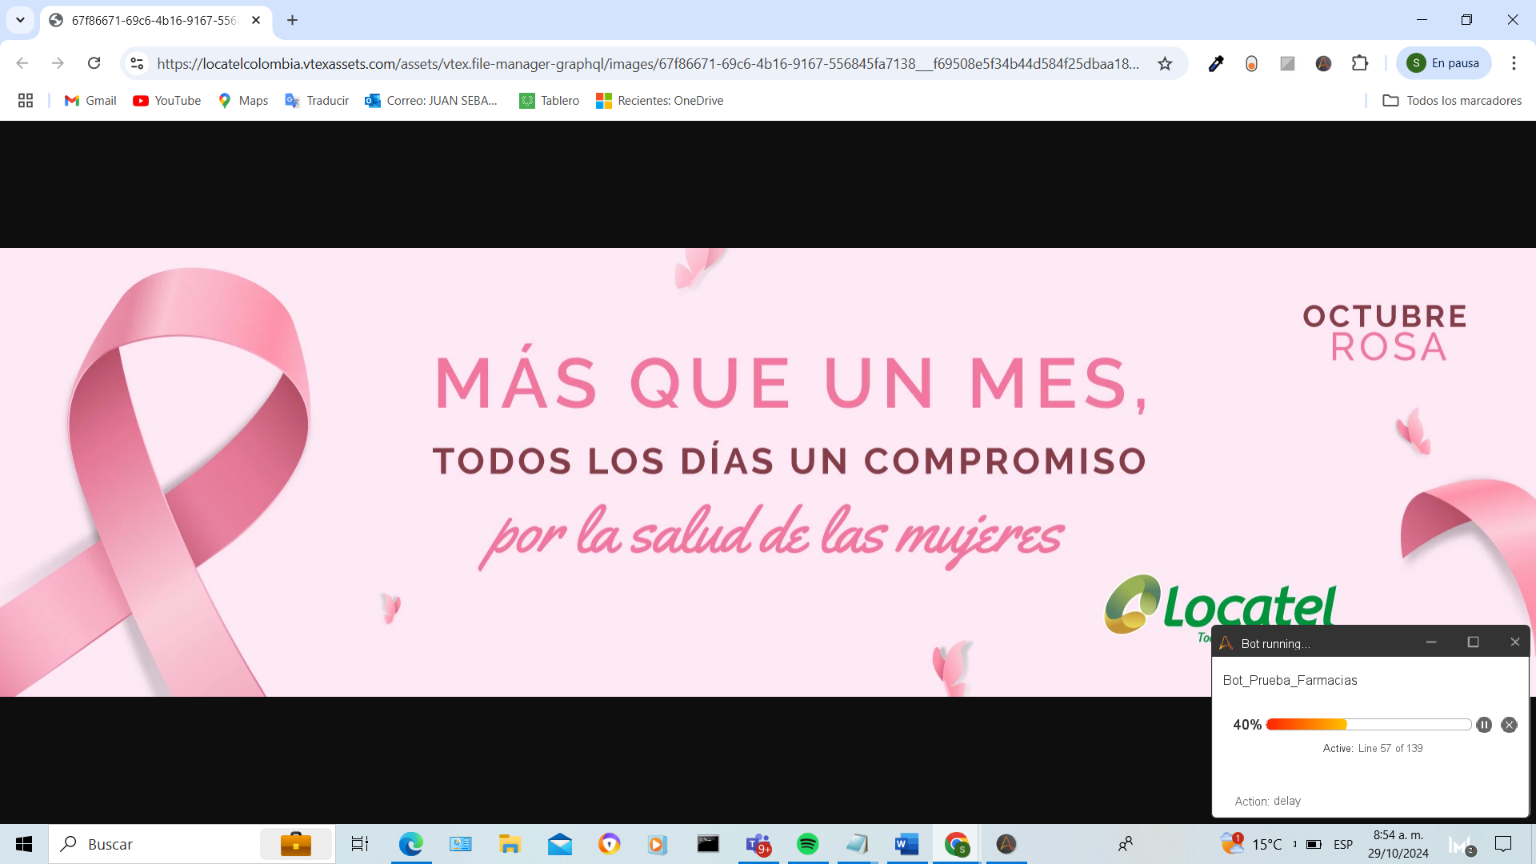 67f86671-69c6-4b16-9167-556
https://locatelcolombia.vtexassets.com/assets/vtex.file-manager-graphql/images/67f86671-69c6-4b16-9167-556845fa7138___f69508e5f34b44d584f25dbaa18...
S En pausa
Gmail YouTube Maps Traducir Correo: JUAN SEBA... Tablero Recientes: OneDrive Todos los marcadores
OCTUBRE
ROSA
MÁS QUE UN MES,
TODOS LOS DÍAS UN COMPROMISO
por la salud de las mujeres
Locatel
Bot running...
Bot_Prueba_Farmacias
40%
Active: Line 57 of 139
Action: delay
Buscar
9+
S
1
15°C
ESP
8:54 a. m.
29/10/2024
2